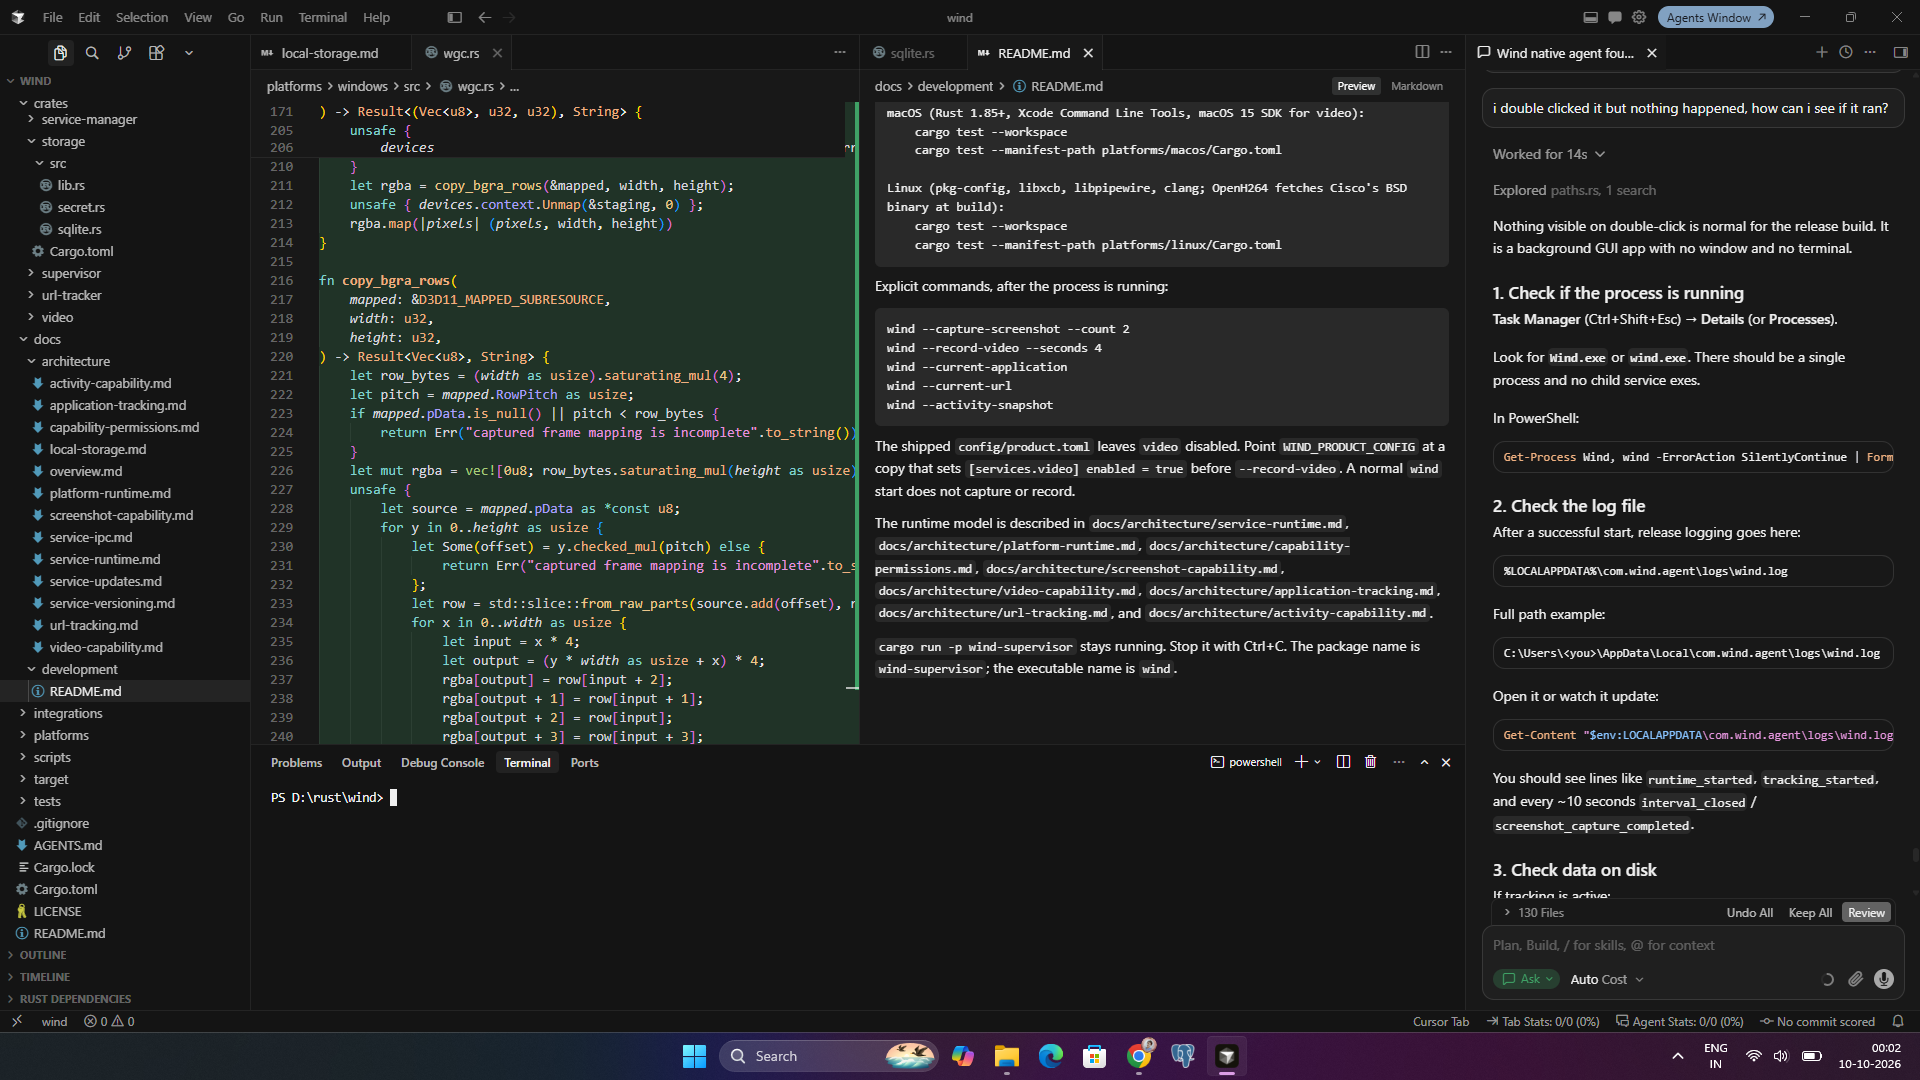 File Edit Selection View Go Run Terminal Help
wind
Agents Window
WIND
crates
service-manager
storage
src
lib.rs
secret.rs
sqlite.rs
Cargo.toml
supervisor
url-tracker
video
docs
architecture
activity-capability.md
application-tracking.md
capability-permissions.md
local-storage.md
overview.md
platform-runtime.md
screenshot-capability.md
service-ipc.md
service-runtime.md
service-updates.md
service-versioning.md
url-tracking.md
video-capability.md
development
README.md
integrations
platforms
scripts
target
tests
.gitignore
AGENTS.md
Cargo.lock
Cargo.toml
LICENSE
README.md
OUTLINE
TIMELINE
RUST DEPENDENCIES
local-storage.md
wgc.rs
platforms > windows > src > wgc.rs > ...
171 ) -> Result<(Vec<u8>, u32, u32), String> {
205 unsafe {
206 devices
210 }
211 let rgba = copy_bgra_rows(&mapped, width, height);
212 unsafe { devices.context.Unmap(&staging, 0) };
213 rgba.map(|pixels| (pixels, width, height))
214 }
215
216 fn copy_bgra_rows(
217 mapped: &D3D11_MAPPED_SUBRESOURCE,
218 width: u32,
219 height: u32,
220 ) -> Result<Vec<u8>, String> {
221 let row_bytes = (width as usize).saturating_mul(4);
222 let pitch = mapped.RowPitch as usize;
223 if mapped.pData.is_null() || pitch < row_bytes {
224 return Err("captured frame mapping is incomplete".to_string())
225 }
226 let mut rgba = vec![0u8; row_bytes.saturating_mul(height as usize)
227 unsafe {
228 let source = mapped.pData as *const u8;
229 for y in 0..height as usize {
230 let Some(offset) = y.checked_mul(pitch) else {
231 return Err("captured frame mapping is incomplete".to_s
232 };
233 let row = std::slice::from_raw_parts(source.add(offset), r
234 for x in 0..width as usize {
235 let input = x * 4;
236 let output = (y * width as usize + x) * 4;
237 rgba[output] = row[input + 2];
238 rgba[output + 1] = row[input + 1];
239 rgba[output + 2] = row[input];
240 rgba[output + 3] = row[input + 3];
sqlite.rs
README.md
docs > development > README.md
Preview Markdown
macOS (Rust 1.85+, Xcode Command Line Tools, macOS 15 SDK for video):
cargo test --workspace
cargo test --manifest-path platforms/macos/Cargo.toml
Linux (pkg-config, libxcb, libpipewire, clang; OpenH264 fetches Cisco's BSD
binary at build):
cargo test --workspace
cargo test --manifest-path platforms/linux/Cargo.toml
Explicit commands, after the process is running:
wind --capture-screenshot --count 2
wind --record-video --seconds 4
wind --current-application
wind --current-url
wind --activity-snapshot
The shipped config/product.toml leaves video disabled. Point WIND_PRODUCT_CONFIG at a
copy that sets [services.video] enabled = true before --record-video. A normal wind
start does not capture or record.
The runtime model is described in docs/architecture/service-runtime.md,
docs/architecture/platform-runtime.md, docs/architecture/capability-
permissions.md, docs/architecture/screenshot-capability.md,
docs/architecture/video-capability.md, docs/architecture/application-tracking.md,
docs/architecture/url-tracking.md, and docs/architecture/activity-capability.md.
cargo run -p wind-supervisor stays running. Stop it with Ctrl+C. The package name is
wind-supervisor; the executable name is wind.
Problems Output Debug Console Terminal Ports
powershell
PS D:\rust\wind>
Wind native agent fou...
i double clicked it but nothing happened, how can i see if it ran?
Worked for 14s
Explored paths.rs, 1 search
Nothing visible on double-click is normal for the release build. It
is a background GUI app with no window and no terminal.
1. Check if the process is running
Task Manager (Ctrl+Shift+Esc) → Details (or Processes).
Look for Wind.exe or wind.exe. There should be a single
process and no child service exes.
In PowerShell:
Get-Process Wind, wind -ErrorAction SilentlyContinue | Form
2. Check the log file
After a successful start, release logging goes here:
%LOCALAPPDATA%\com.wind.agent\logs\wind.log
Full path example:
C:\Users\<you>\AppData\Local\com.wind.agent\logs\wind.log
Open it or watch it update:
Get-Content "$env:LOCALAPPDATA\com.wind.agent\logs\wind.log
You should see lines like runtime_started, tracking_started,
and every ~10 seconds interval_closed /
screenshot_capture_completed.
3. Check data on disk
If tracking is active:
130 Files
Undo All Keep All Review
Plan, Build, / for skills, @ for context
Ask
Auto Cost
wind
0 0
Cursor Tab
Tab Stats: 0/0 (0%)
Agent Stats: 0/0 (0%)
No commit scored
Search
ENG
IN
00:02
10-10-2026